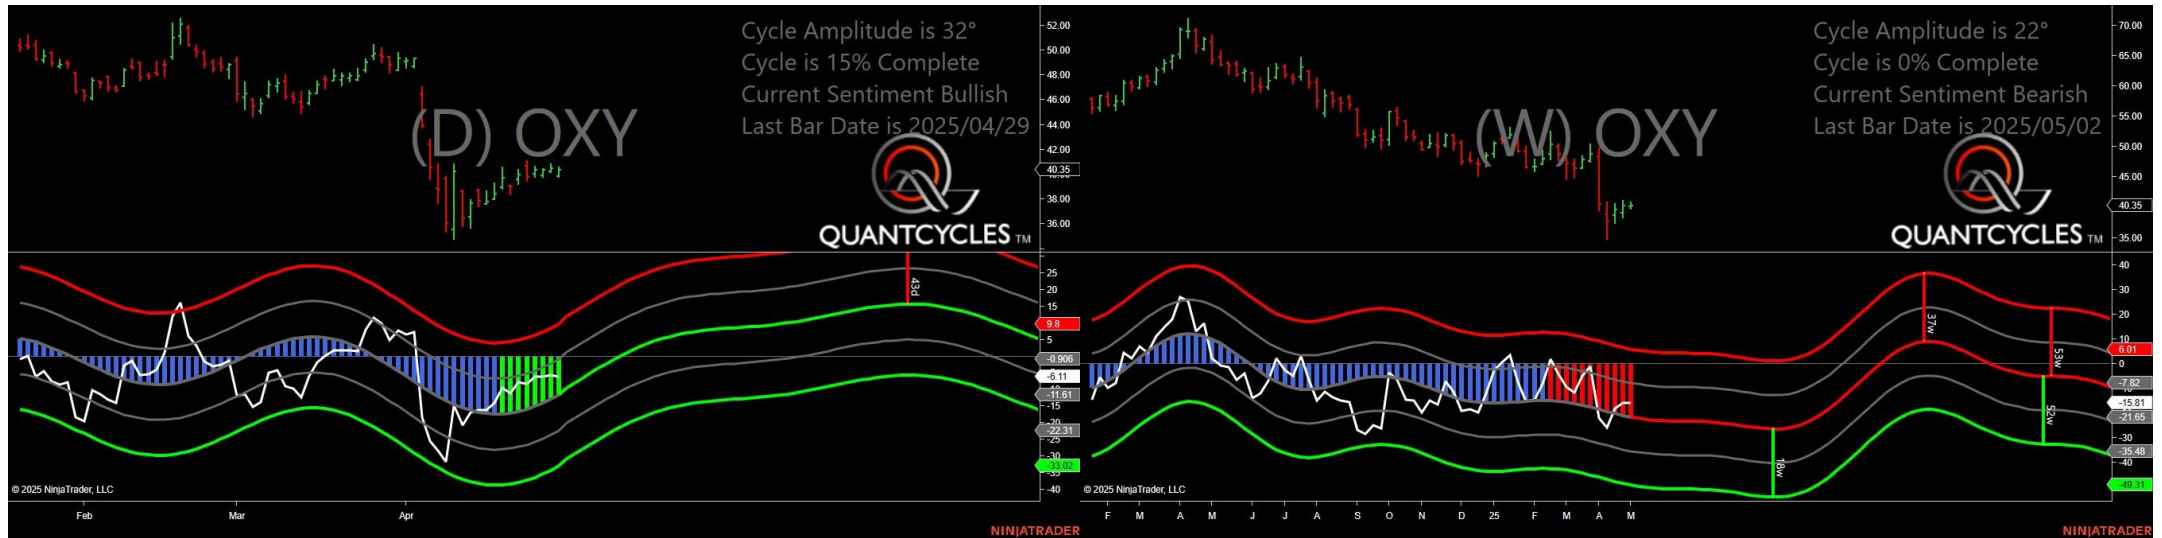 Cycle Amplitude is 32°
Cycle is 15% Complete
Current Sentiment Bullish
Last Bar Date is 2025/04/29
(D) OXY
QUANTCYCLES TM
52.00
50.00
48.00
46.00
44.00
42.00
40.35
38.00
36.00
43d
25
20
15
9.8
5
-0.906
-6.11
-11.61
-15
-22.31
-30
-33.02
-40
© 2025 NinjaTrader, LLC
Feb
Mar
Apr
NINJATRADER
Cycle Amplitude is 22°
Cycle is 0% Complete
Current Sentiment Bearish
Last Bar Date is 2025/05/02
(W) OXY
QUANTCYCLES TM
70.00
65.00
60.00
55.00
50.00
45.00
40.35
35.00
37w
53w
52w
18w
40
30
20
10
6.01
0
-7.82
-15.81
-21.65
-30
-35.48
-40
-49.31
© 2025 NinjaTrader, LLC
F M A M J J A S O N D 25 F M A M
NINJATRADER